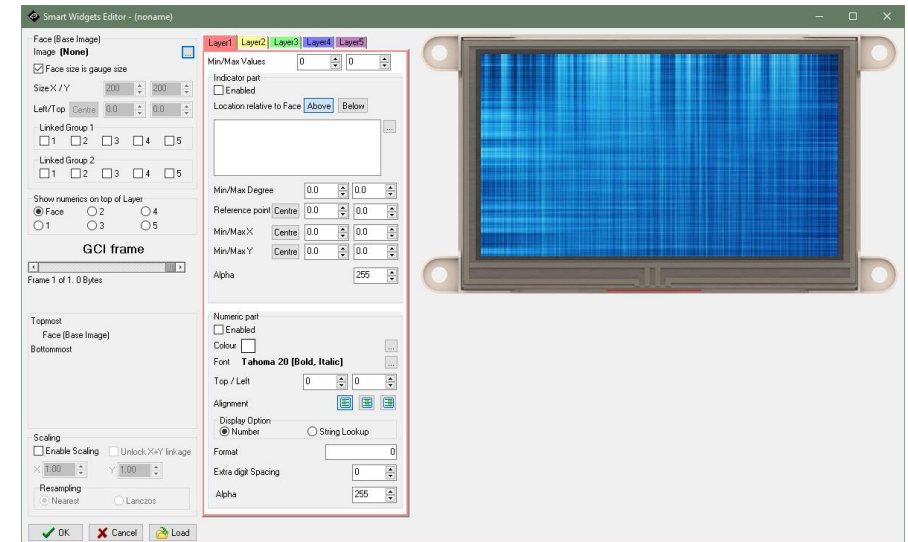 Smart Widgets Editor - (noname)
Face (Base Image)
Image (None) ...
Face size is gauge size
Size X / Y 200 200
Left/Top Centre 0.0 0.0
Linked Group 1
1 2 3 4 5
Linked Group 2
1 2 3 4 5
Show numerics on top of Layer
Face 2 4
1 3 5
GCI frame
Frame 1 of 1. 0 Bytes
Topmost
Face (Base Image)
Bottommost
Scaling
Enable Scaling Unlock X+Y linkage
X 1.00 Y 1.00
Resampling
Nearest Lanczos
OK Cancel Load
Layer1 Layer2 Layer3 Layer4 Layer5
Min/Max Values 0 0
Indicator part
Enabled
Location relative to Face Above Below
...
Min/Max Degree 0.0 0.0
Reference point Centre 0.0 0.0
Min/Max X Centre 0.0 0.0
Min/Max Y Centre 0.0 0.0
Alpha 255
Numeric part
Enabled
Colour ...
Font Tahoma 20 [Bold, Italic] ...
Top / Left 0 0
Alignment
Display Option
Number String Lookup
Format 0
Extra digit Spacing 0
Alpha 255